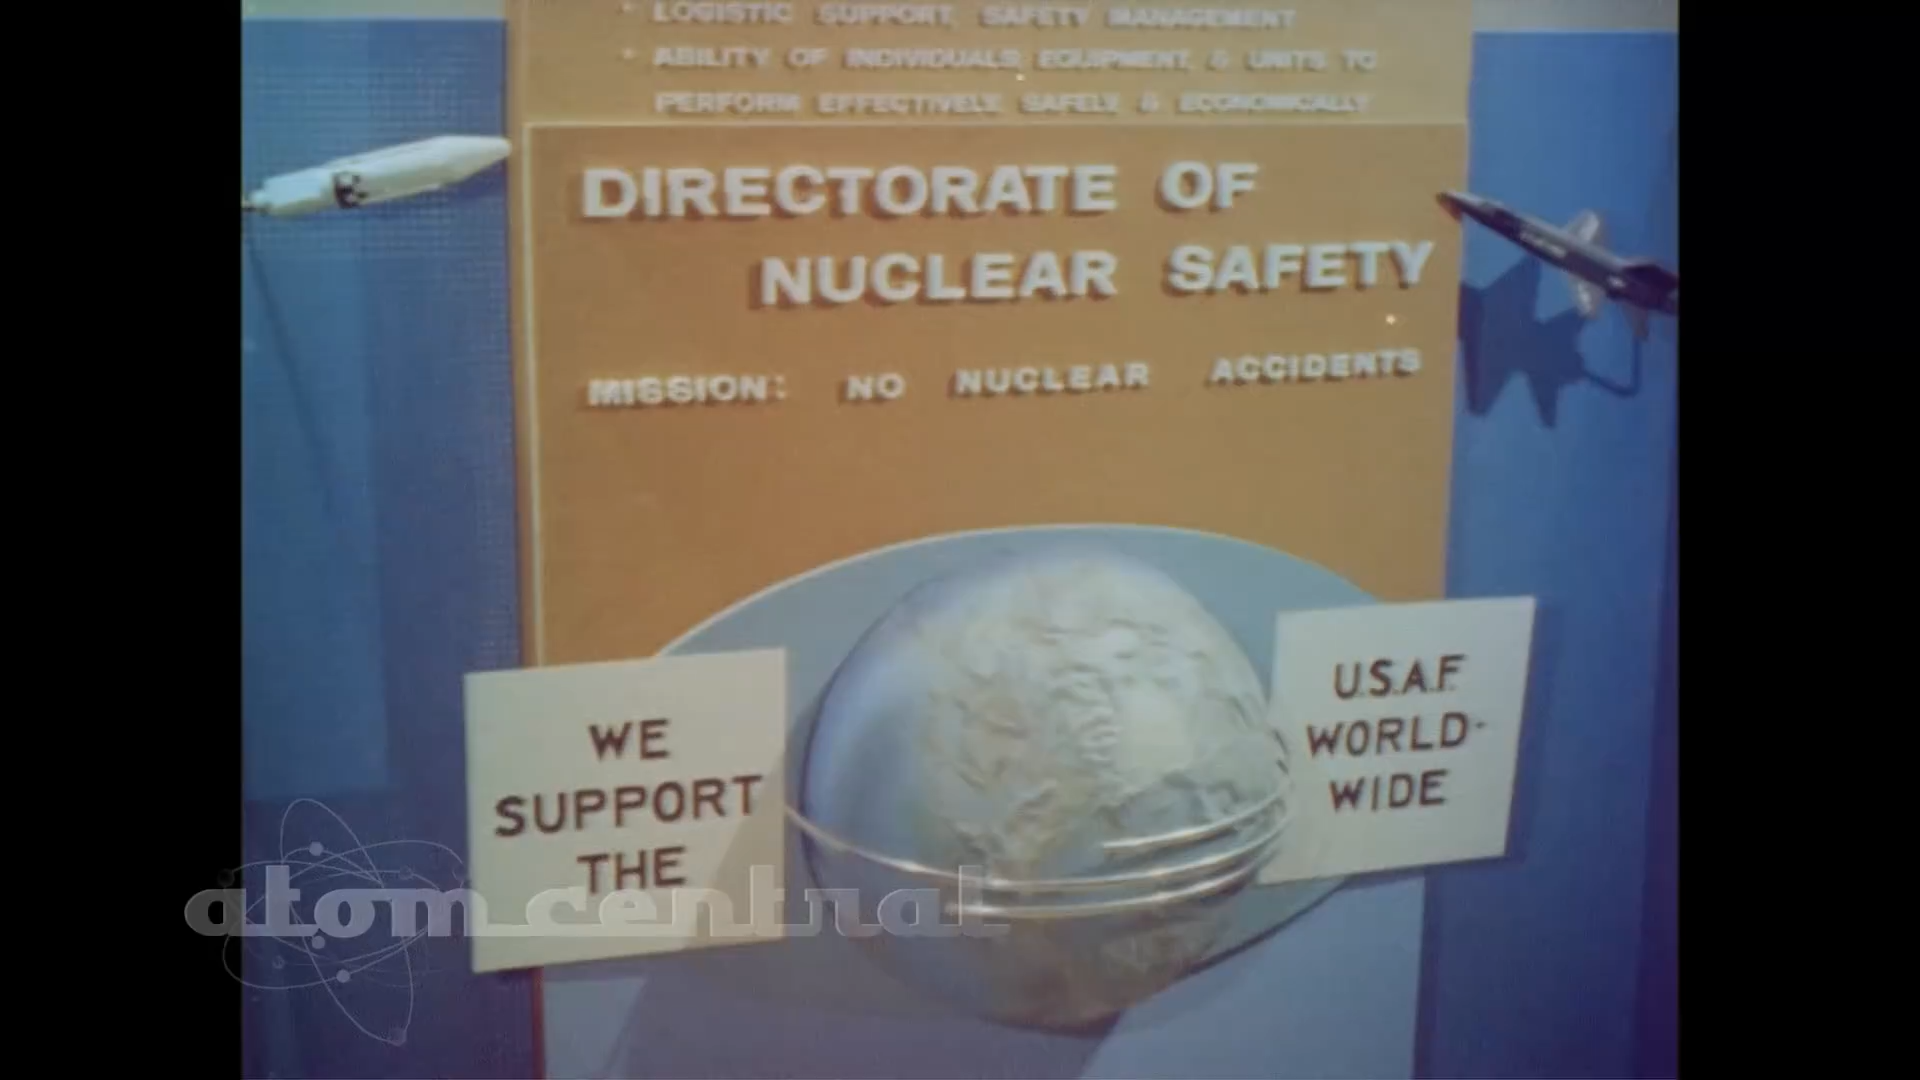 • LOGISTIC SUPPORT, SAFETY MANAGEMENT
• ABILITY OF INDIVIDUALS, EQUIPMENT, & UNITS TO
PERFORM EFFECTIVELY, SAFELY, & ECONOMICALLY
DIRECTORATE OF
NUCLEAR SAFETY
MISSION: NO NUCLEAR ACCIDENTS
WE
SUPPORT
THE
U.S.A.F.
WORLD-
WIDE
atom central